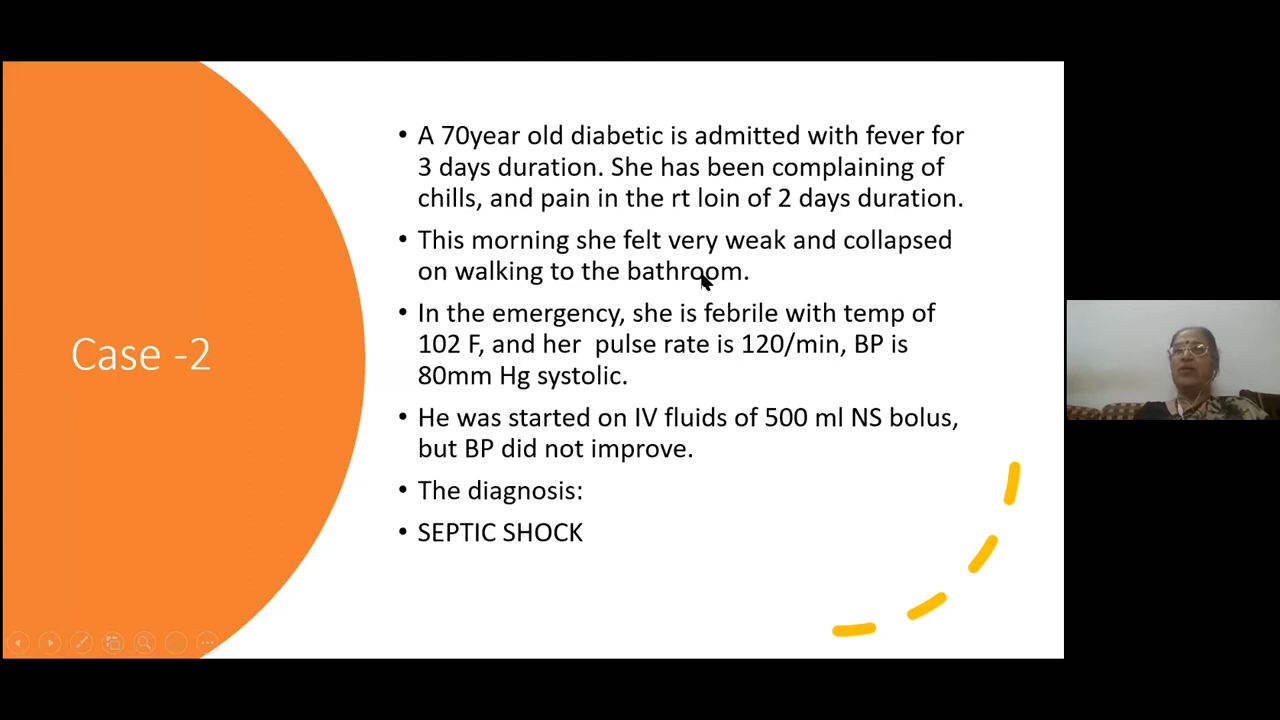 Case -2
• A 70year old diabetic is admitted with fever for
3 days duration. She has been complaining of
chills, and pain in the rt loin of 2 days duration.
• This morning she felt very weak and collapsed
on walking to the bathroom.
• In the emergency, she is febrile with temp of
102 F, and her  pulse rate is 120/min, BP is
80mm Hg systolic.
• He was started on IV fluids of 500 ml NS bolus,
but BP did not improve.
• The diagnosis:
• SEPTIC SHOCK